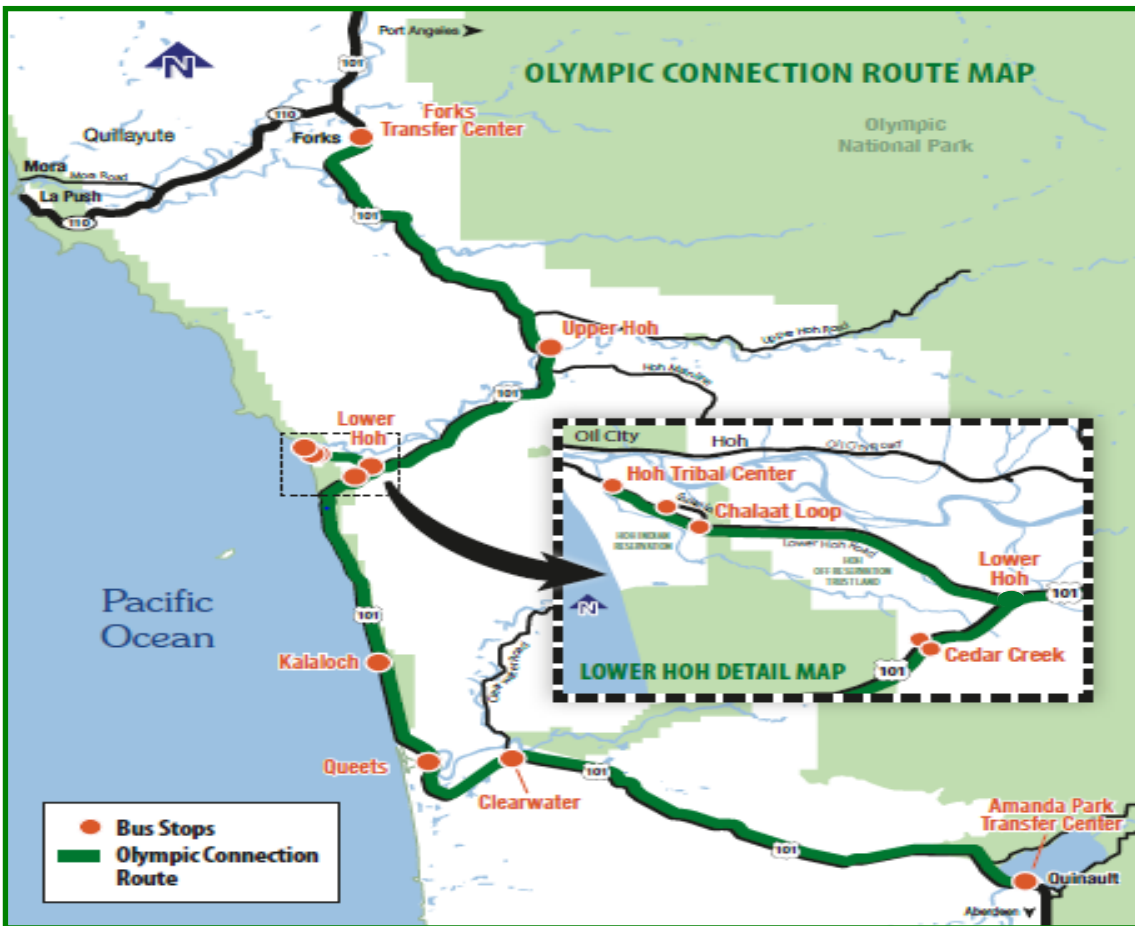 Port Angeles
N
101
OLYMPIC CONNECTION ROUTE MAP
110
Forks
Transfer Center
Quillayute
Forks
Olympic
National Park
Mora
Mora Road
La Push
110
101
Upper Hoh
Upper Hoh Road
Hoh Mainline
101
Lower
Hoh
Oil City
Hoh
Oil City Road
Hoh Tribal Center
Chalaat Loop
HOH INDIAN
RESERVATION
Lower Hoh Road
HOH
OFF RESERVATION
TRUST LAND
Lower
Hoh
101
N
Cedar Creek
101
LOWER HOH DETAIL MAP
Pacific
Ocean
101
Kalaloch
Queets
Clearwater
101
Amanda Park
Transfer Center
101
Quinault
Aberdeen
Bus Stops
Olympic Connection
Route